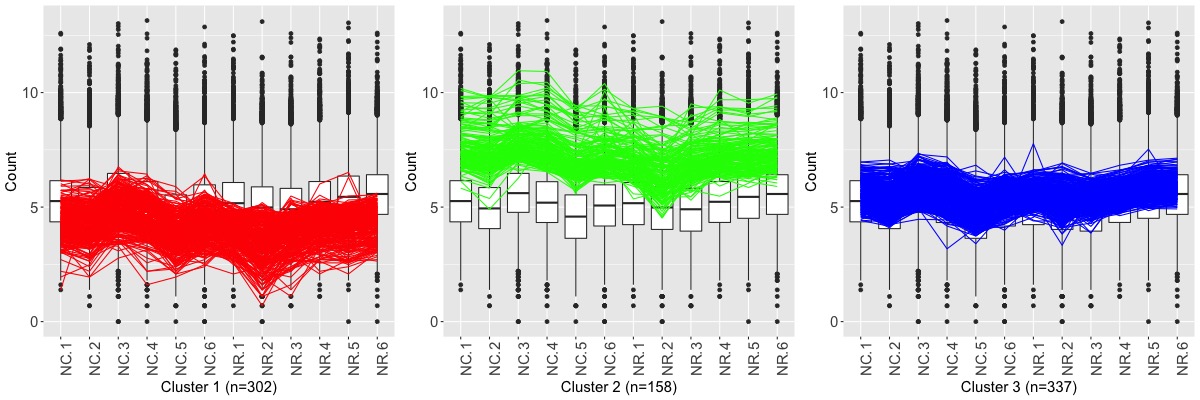 Count
10
5
0
NC.1
NC.2
NC.3
NC.4
NC.5
NC.6
NR.1
NR.2
NR.3
NR.4
NR.5
NR.6
Cluster 1 (n=302)
Count
10
5
0
NC.1
NC.2
NC.3
NC.4
NC.5
NC.6
NR.1
NR.2
NR.3
NR.4
NR.5
NR.6
Cluster 2 (n=158)
Count
10
5
0
NC.1
NC.2
NC.3
NC.4
NC.5
NC.6
NR.1
NR.2
NR.3
NR.4
NR.5
NR.6
Cluster 3 (n=337)